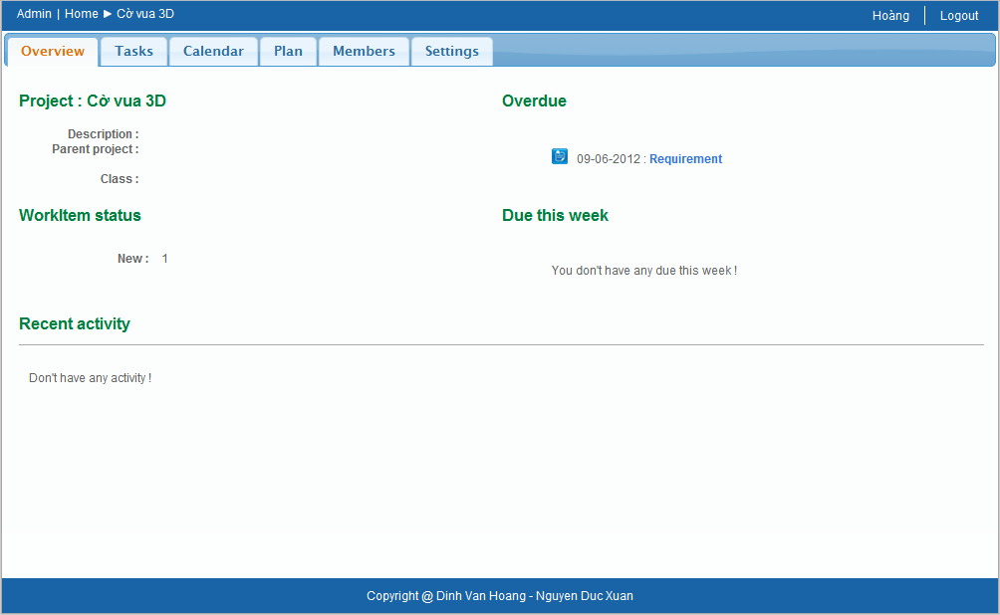 Admin | Home ► Cờ vua 3D
Hoàng
Logout
Overview Tasks Calendar Plan Members Settings
Project : Cờ vua 3D
Description :
Parent project :
Class :
Overdue
09-06-2012 : Requirement
WorkItem status
New : 1
Due this week
You don't have any due this week !
Recent activity
Don't have any activity !
Copyright @ Dinh Van Hoang - Nguyen Duc Xuan